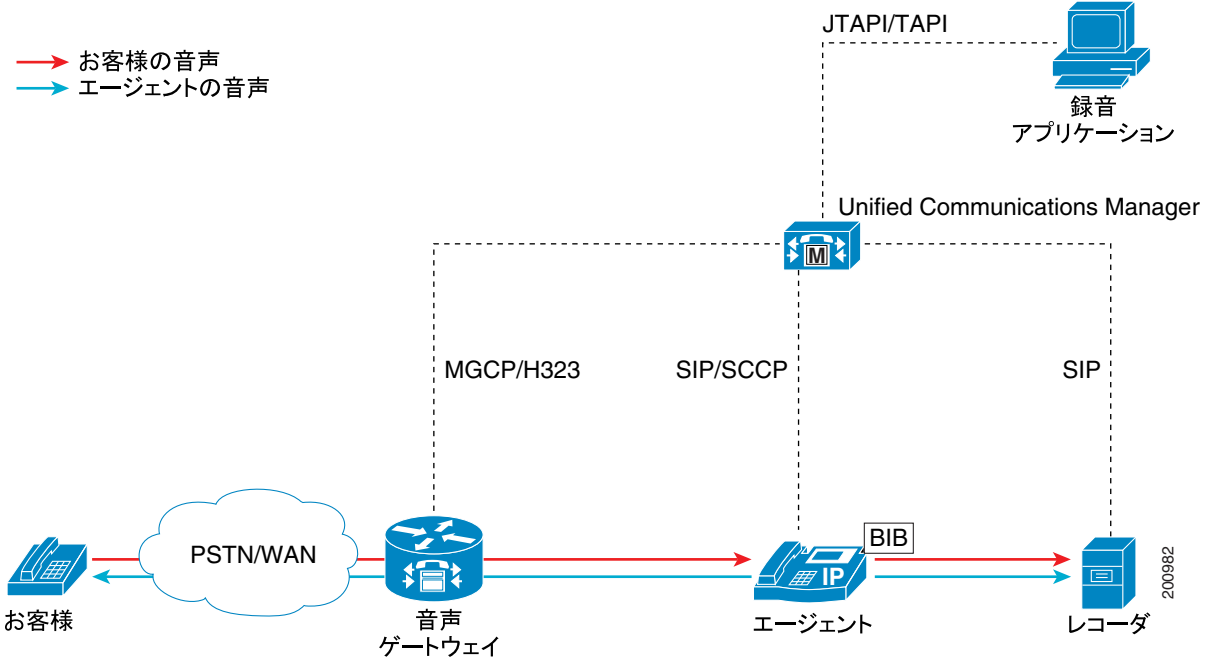 JTAPI/TAPI
お客様の音声
エージェントの音声
録音
アプリケーション
Unified Communications Manager
M
MGCP/H323
SIP/SCCP
SIP
PSTN/WAN
BIB
IP
200982
お客様
音声
ゲートウェイ
エージェント
レコーダ